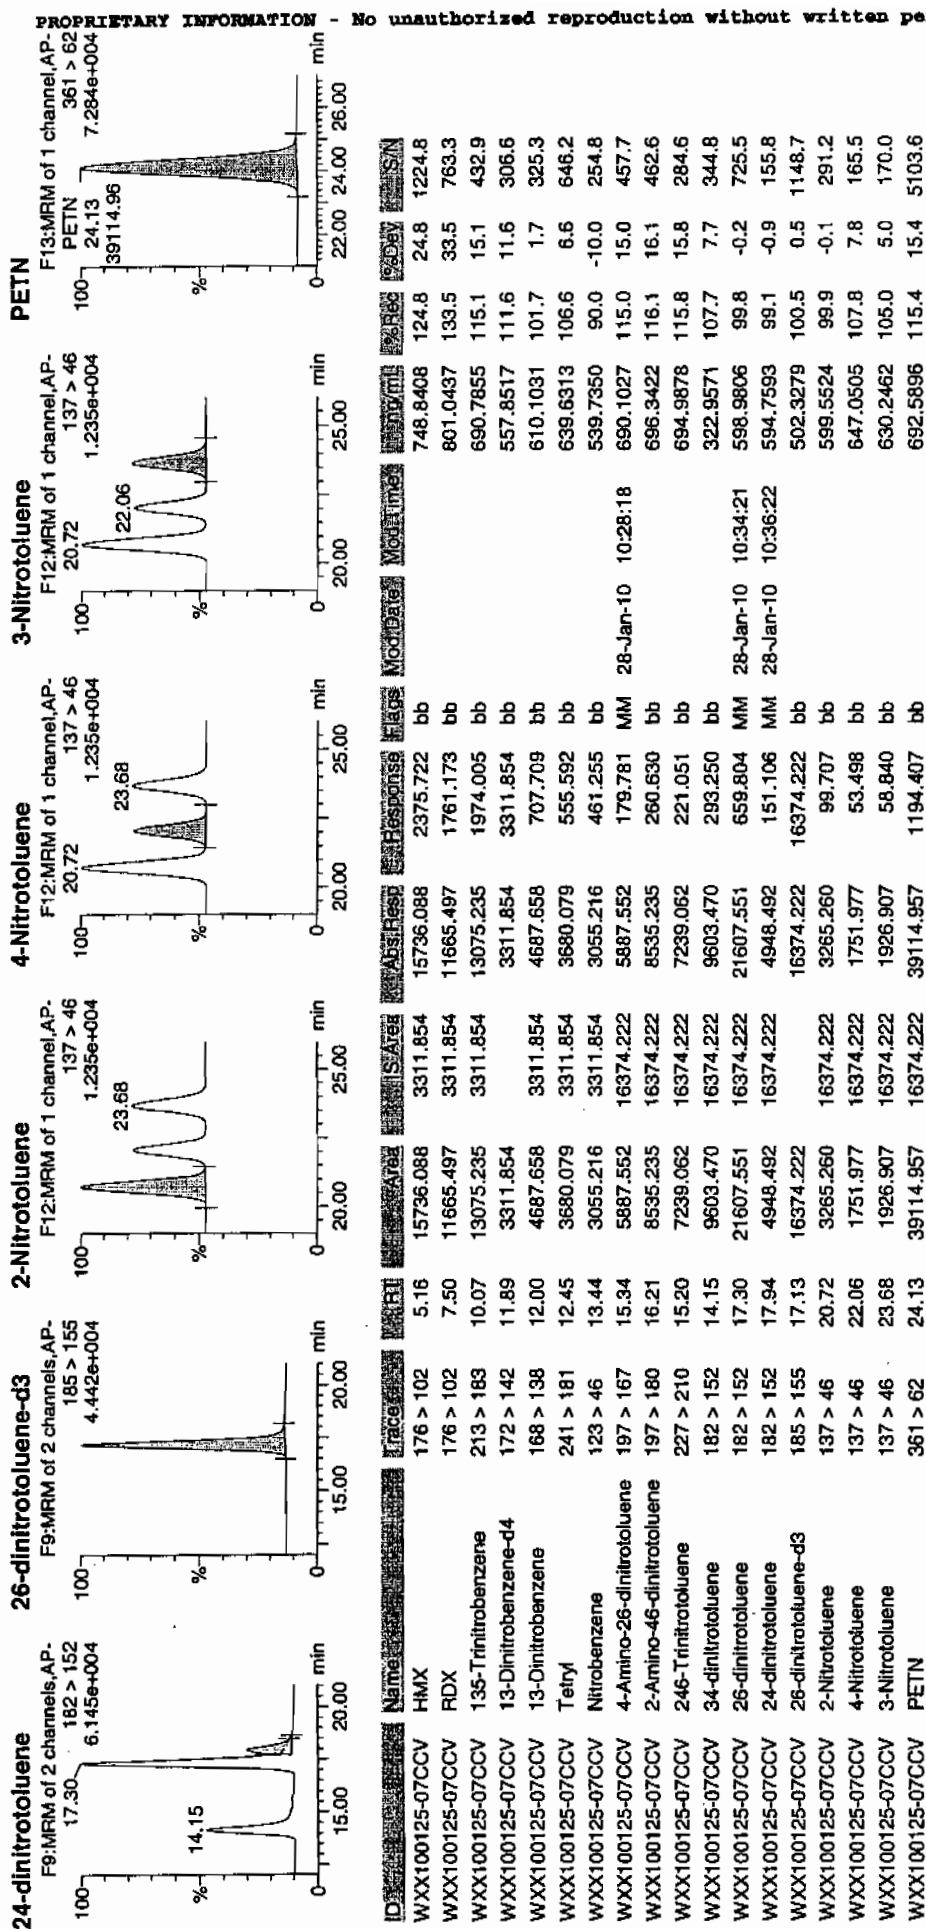 PROPRIETARY INFORMATION - No unauthorized reproduction without written pe
24-dinitrotoluene
F9:MRM of 2 channels,AP-
182 > 152
6.145e+004
100
17.30
14.15
%
0
15.00 20.00 min
26-dinitrotoluene-d3
F9:MRM of 2 channels,AP-
185 > 155
4.442e+004
100
%
0
15.00 20.00 min
2-Nitrotoluene
F12:MRM of 1 channel,AP-
137 > 46
1.235e+004
100
23.68
%
0
20.00 25.00 min
4-Nitrotoluene
F12:MRM of 1 channel,AP-
137 > 46
1.235e+004
100
20.72
23.68
%
0
20.00 25.00 min
3-Nitrotoluene
F12:MRM of 1 channel,AP-
137 > 46
1.235e+004
100
20.72
22.06
%
0
20.00 25.00 min
PETN
F13:MRM of 1 channel,AP-
361 > 62
7.284e+004
100
PETN
24.13
39114.96
%
0
22.00 24.00 26.00 min
ID Name Trace RT Area IS Area Abs.Resp Response Flags Mod.Date Mod.Time ng/ml %Rec %Dev S/N
WXX100125-07CCV HMX 176 > 102 5.16 15736.088 3311.854 15736.088 2375.722 bb 748.8408 124.8 24.8 1224.8
WXX100125-07CCV RDX 176 > 102 7.50 11665.497 3311.854 11665.497 1761.173 bb 801.0437 133.5 33.5 763.3
WXX100125-07CCV 135-Trinitrobenzene 213 > 183 10.07 13075.235 3311.854 13075.235 1974.005 bb 690.7855 115.1 15.1 432.9
WXX100125-07CCV 13-Dinitrobenzene-d4 172 > 142 11.89 3311.854 3311.854 3311.854 bb 557.8517 111.6 11.6 306.6
WXX100125-07CCV 13-Dinitrobenzene 168 > 138 12.00 4687.658 3311.854 4687.658 707.709 bb 610.1031 101.7 1.7 325.3
WXX100125-07CCV Tetryl 241 > 181 12.45 3680.079 3311.854 3680.079 555.592 bb 639.6313 106.6 6.6 646.2
WXX100125-07CCV Nitrobenzene 123 > 46 13.44 3055.216 3311.854 3055.216 461.255 bb 539.7350 90.0 -10.0 254.8
WXX100125-07CCV 4-Amino-26-dinitrotoluene 197 > 167 15.34 5887.552 16374.222 5887.552 179.781 MM 28-Jan-10 10:28:18 690.1027 115.0 15.0 457.7
WXX100125-07CCV 2-Amino-46-dinitrotoluene 197 > 180 16.21 8535.235 16374.222 8535.235 260.630 bb 696.3422 116.1 16.1 462.6
WXX100125-07CCV 246-Trinitrotoluene 227 > 210 15.20 7239.062 16374.222 7239.062 221.051 bb 694.9878 115.8 15.8 284.6
WXX100125-07CCV 34-dinitrotoluene 182 > 152 14.15 9603.470 16374.222 9603.470 293.250 bb 322.9571 107.7 7.7 344.8
WXX100125-07CCV 26-dinitrotoluene 182 > 152 17.30 21607.551 16374.222 21607.551 659.804 MM 28-Jan-10 10:34:21 598.9806 99.8 -0.2 725.5
WXX100125-07CCV 24-dinitrotoluene 182 > 152 17.94 4948.492 16374.222 4948.492 151.106 MM 28-Jan-10 10:36:22 594.7593 99.1 -0.9 155.8
WXX100125-07CCV 26-dinitrotoluene-d3 185 > 155 17.13 16374.222 16374.222 16374.222 bb 502.3279 100.5 0.5 1148.7
WXX100125-07CCV 2-Nitrotoluene 137 > 46 20.72 3265.260 16374.222 3265.260 99.707 bb 599.5524 99.9 -0.1 291.2
WXX100125-07CCV 4-Nitrotoluene 137 > 46 22.06 1751.977 16374.222 1751.977 53.498 bb 647.0505 107.8 7.8 165.5
WXX100125-07CCV 3-Nitrotoluene 137 > 46 23.68 1926.907 16374.222 1926.907 58.840 bb 630.2462 105.0 5.0 170.0
WXX100125-07CCV PETN 361 > 62 24.13 39114.957 16374.222 39114.957 1194.407 bb 692.5896 115.4 15.4 5103.6